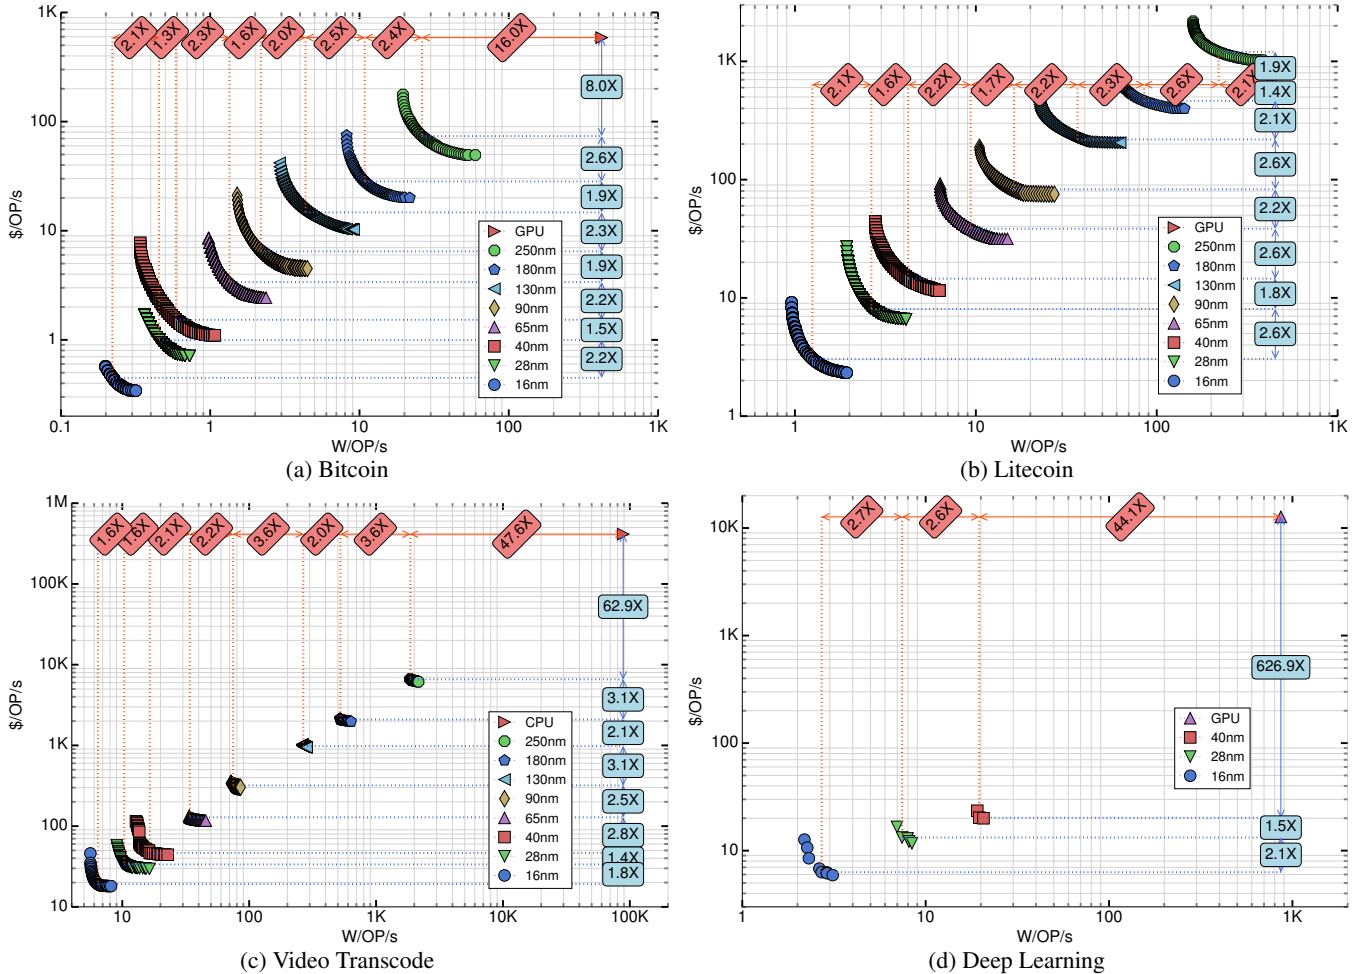 1K
100
10
1
0.1
1
10
100
1K
$/OP/s
W/OP/s
2.1X
1.3X
2.3X
1.6X
2.0X
2.5X
2.4X
16.0X
8.0X
2.6X
1.9X
2.3X
1.9X
2.2X
1.5X
2.2X
GPU
250nm
180nm
130nm
90nm
65nm
40nm
28nm
16nm
(a) Bitcoin
1K
100
10
1
1
10
100
1K
$/OP/s
W/OP/s
2.1X
1.6X
2.2X
1.7X
2.2X
2.3X
2.6X
2.1X
1.9X
1.4X
2.1X
2.6X
2.2X
2.6X
1.8X
2.6X
GPU
250nm
180nm
130nm
90nm
65nm
40nm
28nm
16nm
(b) Litecoin
1M
100K
10K
1K
100
10
10
100
1K
10K
100K
$/OP/s
W/OP/s
1.6X
1.6X
2.1X
2.2X
3.6X
2.0X
3.6X
47.6X
62.9X
3.1X
2.1X
3.1X
2.5X
2.8X
1.4X
1.8X
CPU
250nm
180nm
130nm
90nm
65nm
40nm
28nm
16nm
(c) Video Transcode
10K
1K
100
10
1
10
100
1K
$/OP/s
W/OP/s
2.7X
2.6X
44.1X
626.9X
1.5X
2.1X
GPU
40nm
28nm
16nm
(d) Deep Learning